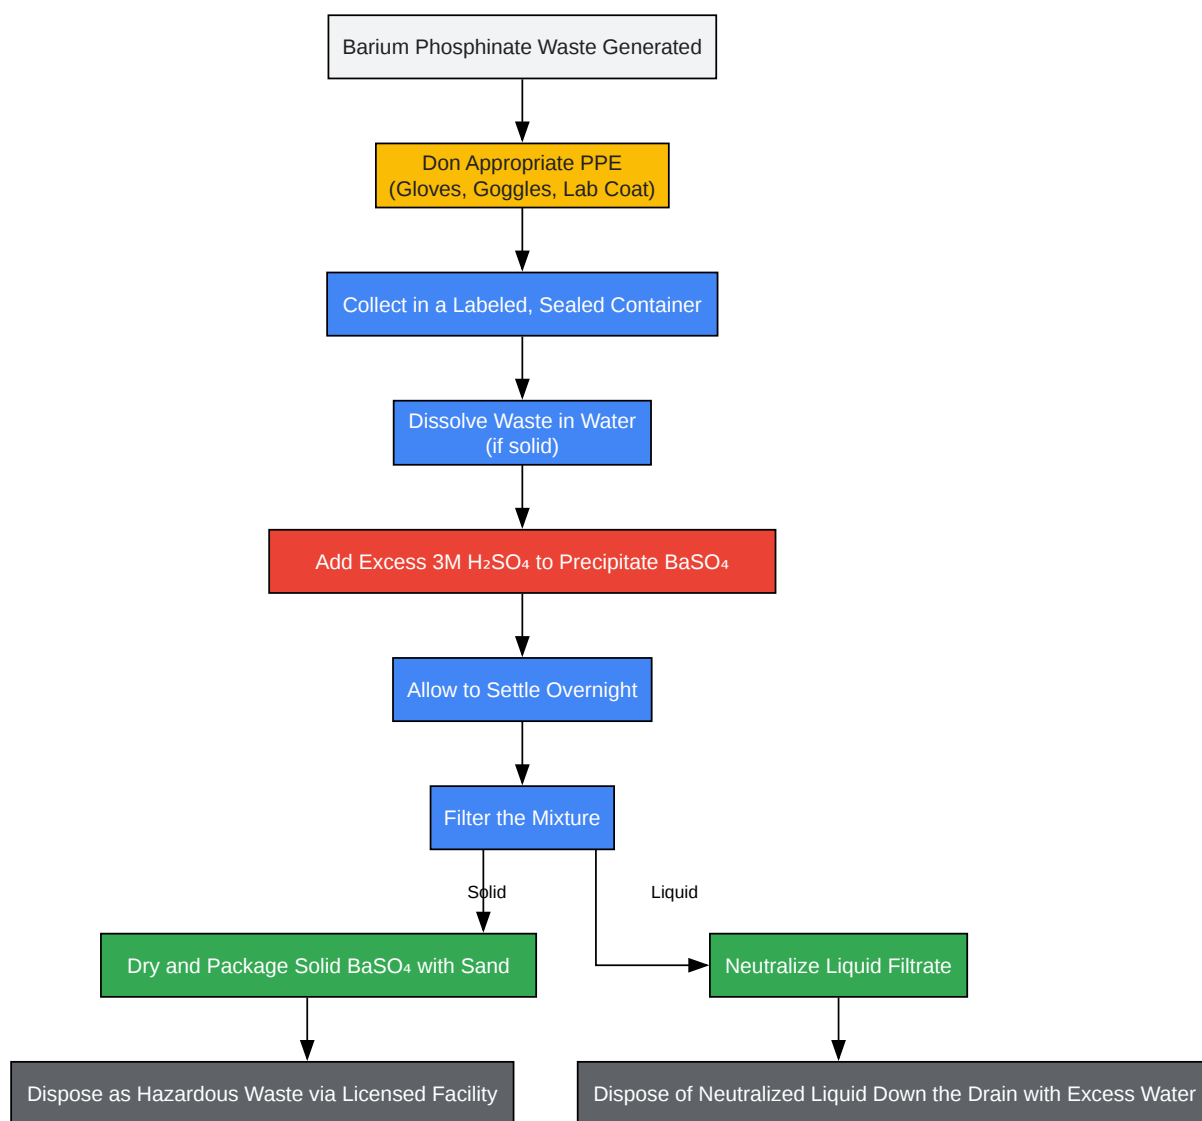 Barium Phosphinate Waste Generated
Don Appropriate PPE
(Gloves, Goggles, Lab Coat)
Collect in a Labeled, Sealed Container
Dissolve Waste in Water
(if solid)
Add Excess 3M H₂SO₄ to Precipitate BaSO₄
Allow to Settle Overnight
Filter the Mixture
Solid
Liquid
Dry and Package Solid BaSO₄ with Sand
Neutralize Liquid Filtrate
Dispose as Hazardous Waste via Licensed Facility
Dispose of Neutralized Liquid Down the Drain with Excess Water